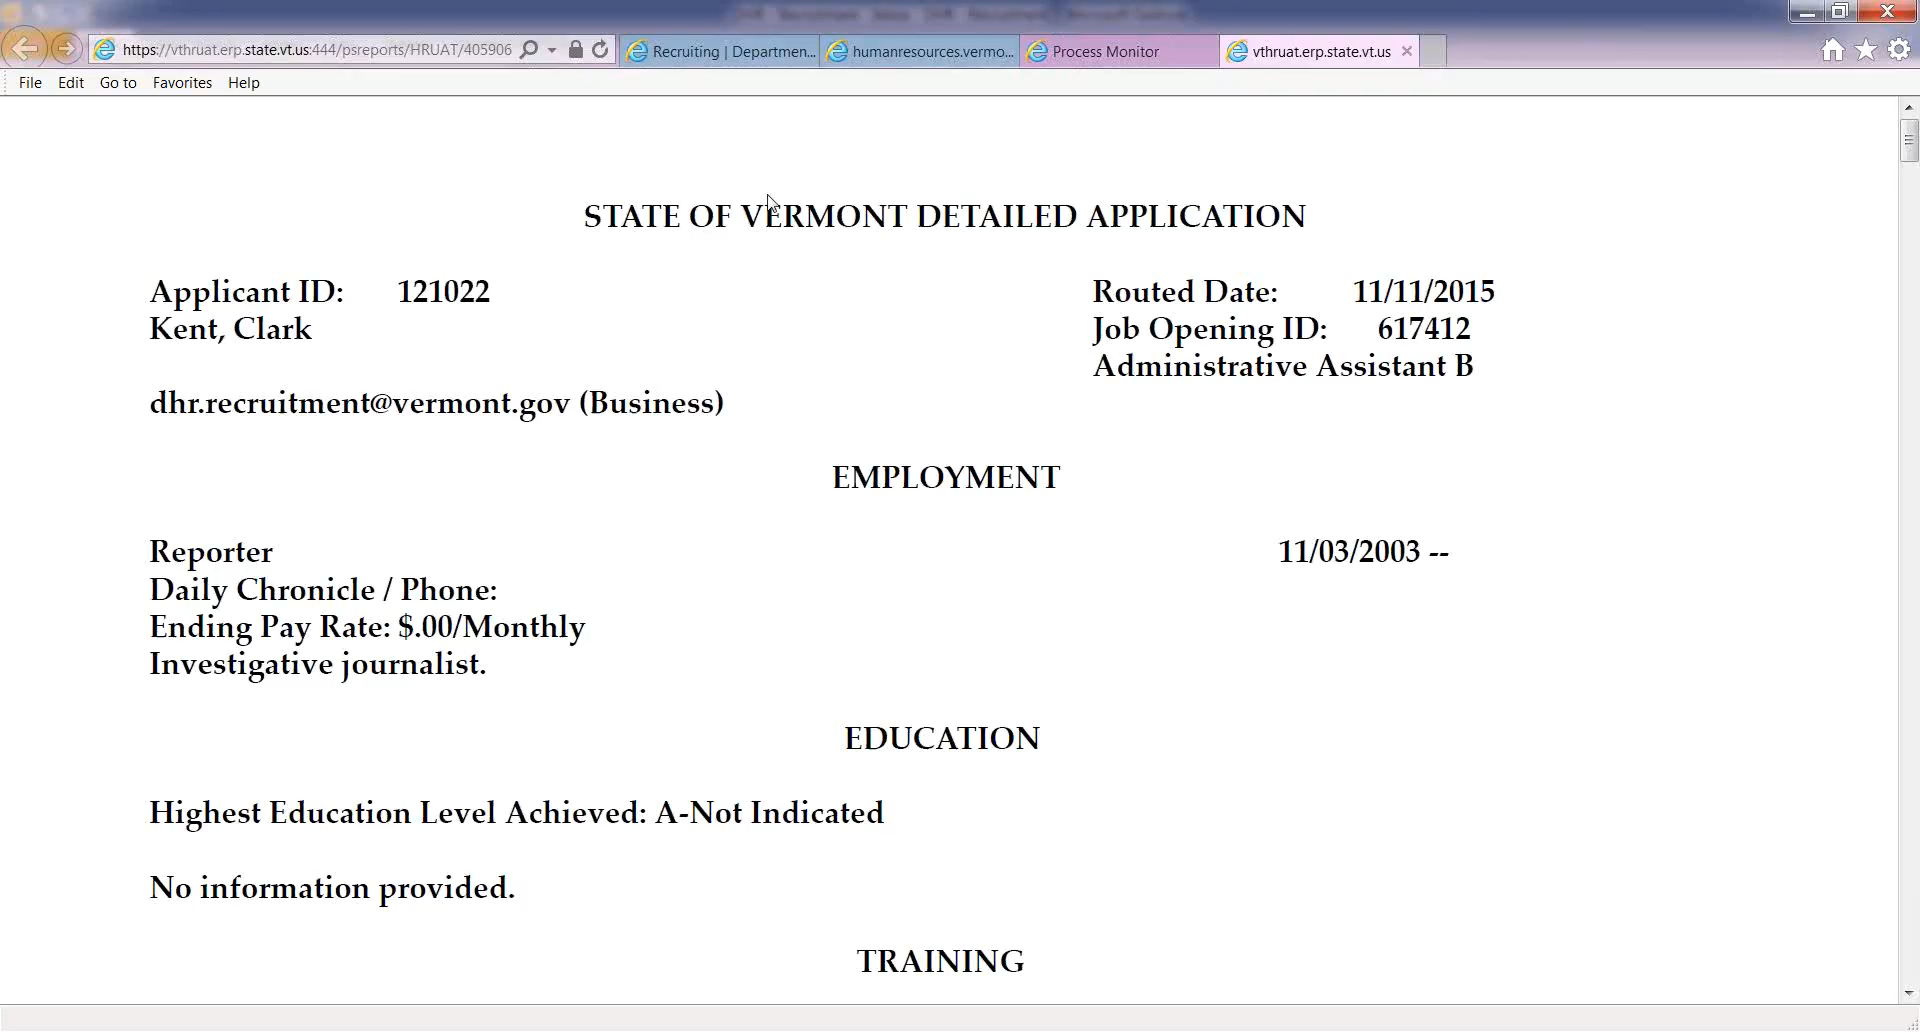 https://vthruat.erp.state.vt.us:444/psreports/HRUAT/405906
Recruiting | Departmen...
humanresources.vermo...
Process Monitor
vthruat.erp.state.vt.us
File Edit Go to Favorites Help
STATE OF VERMONT DETAILED APPLICATION
Applicant ID: 121022 Routed Date: 11/11/2015
Kent, Clark Job Opening ID: 617412
Administrative Assistant B
dhr.recruitment@vermont.gov (Business)
EMPLOYMENT
Reporter 11/03/2003 --
Daily Chronicle / Phone:
Ending Pay Rate: $.00/Monthly
Investigative journalist.
EDUCATION
Highest Education Level Achieved: A-Not Indicated
No information provided.
TRAINING